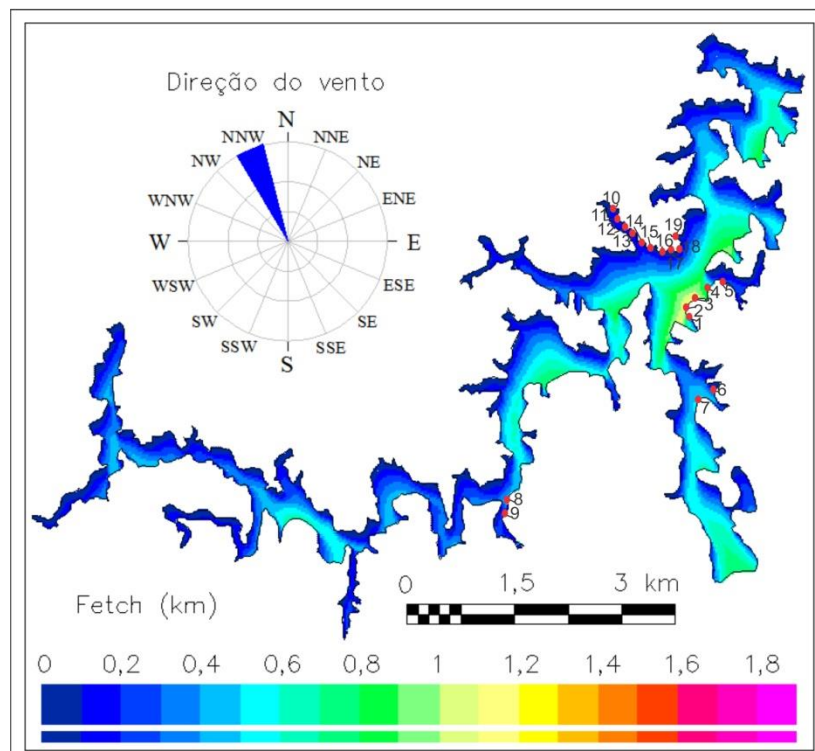 Direção do vento
N
NNW
NNE
NW
NE
WNW
ENE
W
E
WSW
ESE
SW
SE
SSW
SSE
S
10
11
12
14
13
15
16
17
19
18
5
4
3
2
1
6
7
8
9
0 1,5 3 km
Fetch (km)
0 0,2 0,4 0,6 0,8 1 1,2 1,4 1,6 1,8